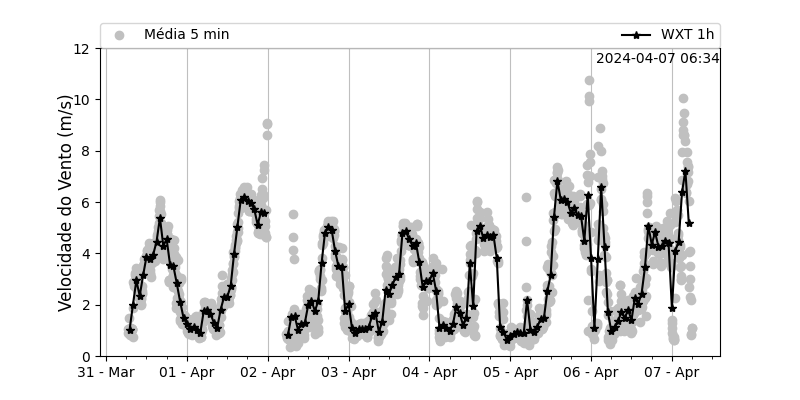 Média 5 min WXT 1h
2024-04-07 06:34
Velocidade do Vento (m/s)
12
10
8
6
4
2
0
31 - Mar 01 - Apr 02 - Apr 03 - Apr 04 - Apr 05 - Apr 06 - Apr 07 - Apr